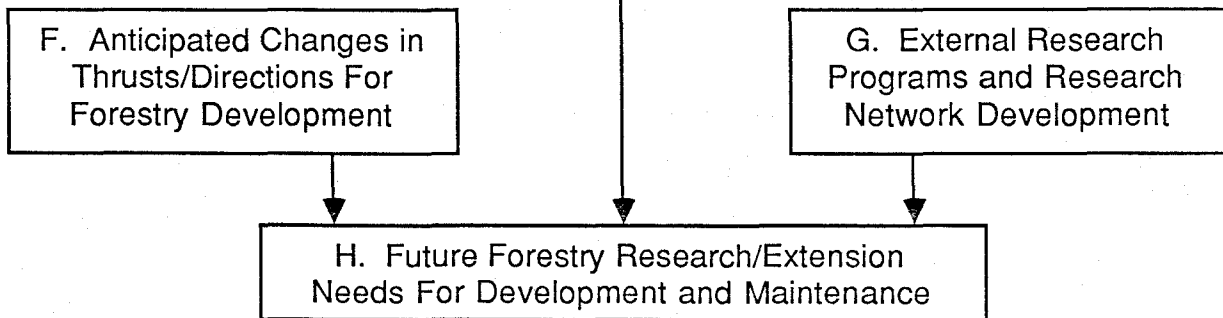 F. Anticipated Changes in
Thrusts/Directions For
Forestry Development
G. External Research
Programs and Research
Network Development
H. Future Forestry Research/Extension
Needs For Development and Maintenance